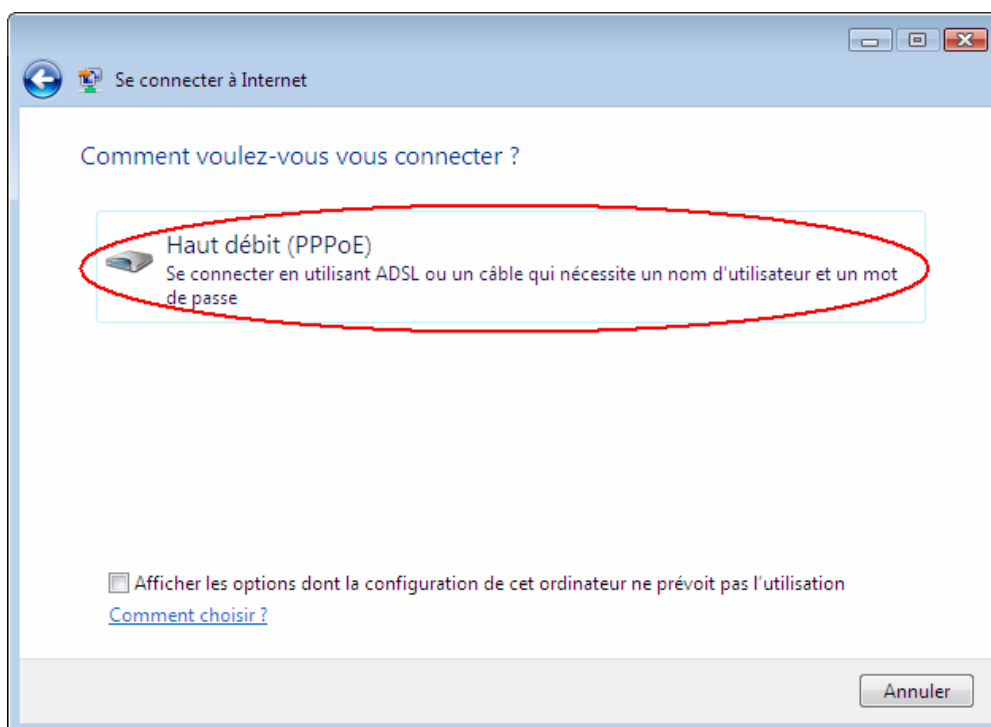 Se connecter à Internet
Comment voulez-vous vous connecter ?
Haut débit (PPPoE)
Se connecter en utilisant ADSL ou un câble qui nécessite un nom d'utilisateur et un mot
de passe
Afficher les options dont la configuration de cet ordinateur ne prévoit pas l'utilisation
Comment choisir ?
Annuler